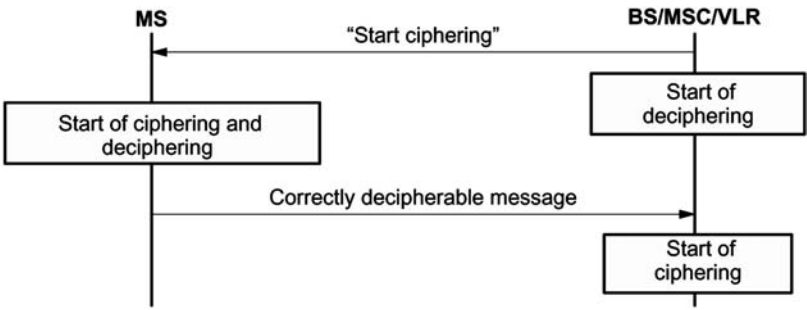 MS
BS/MSC/VLR
“Start ciphering”
Start of
deciphering
Start of ciphering and
deciphering
Correctly decipherable message
Start of
ciphering